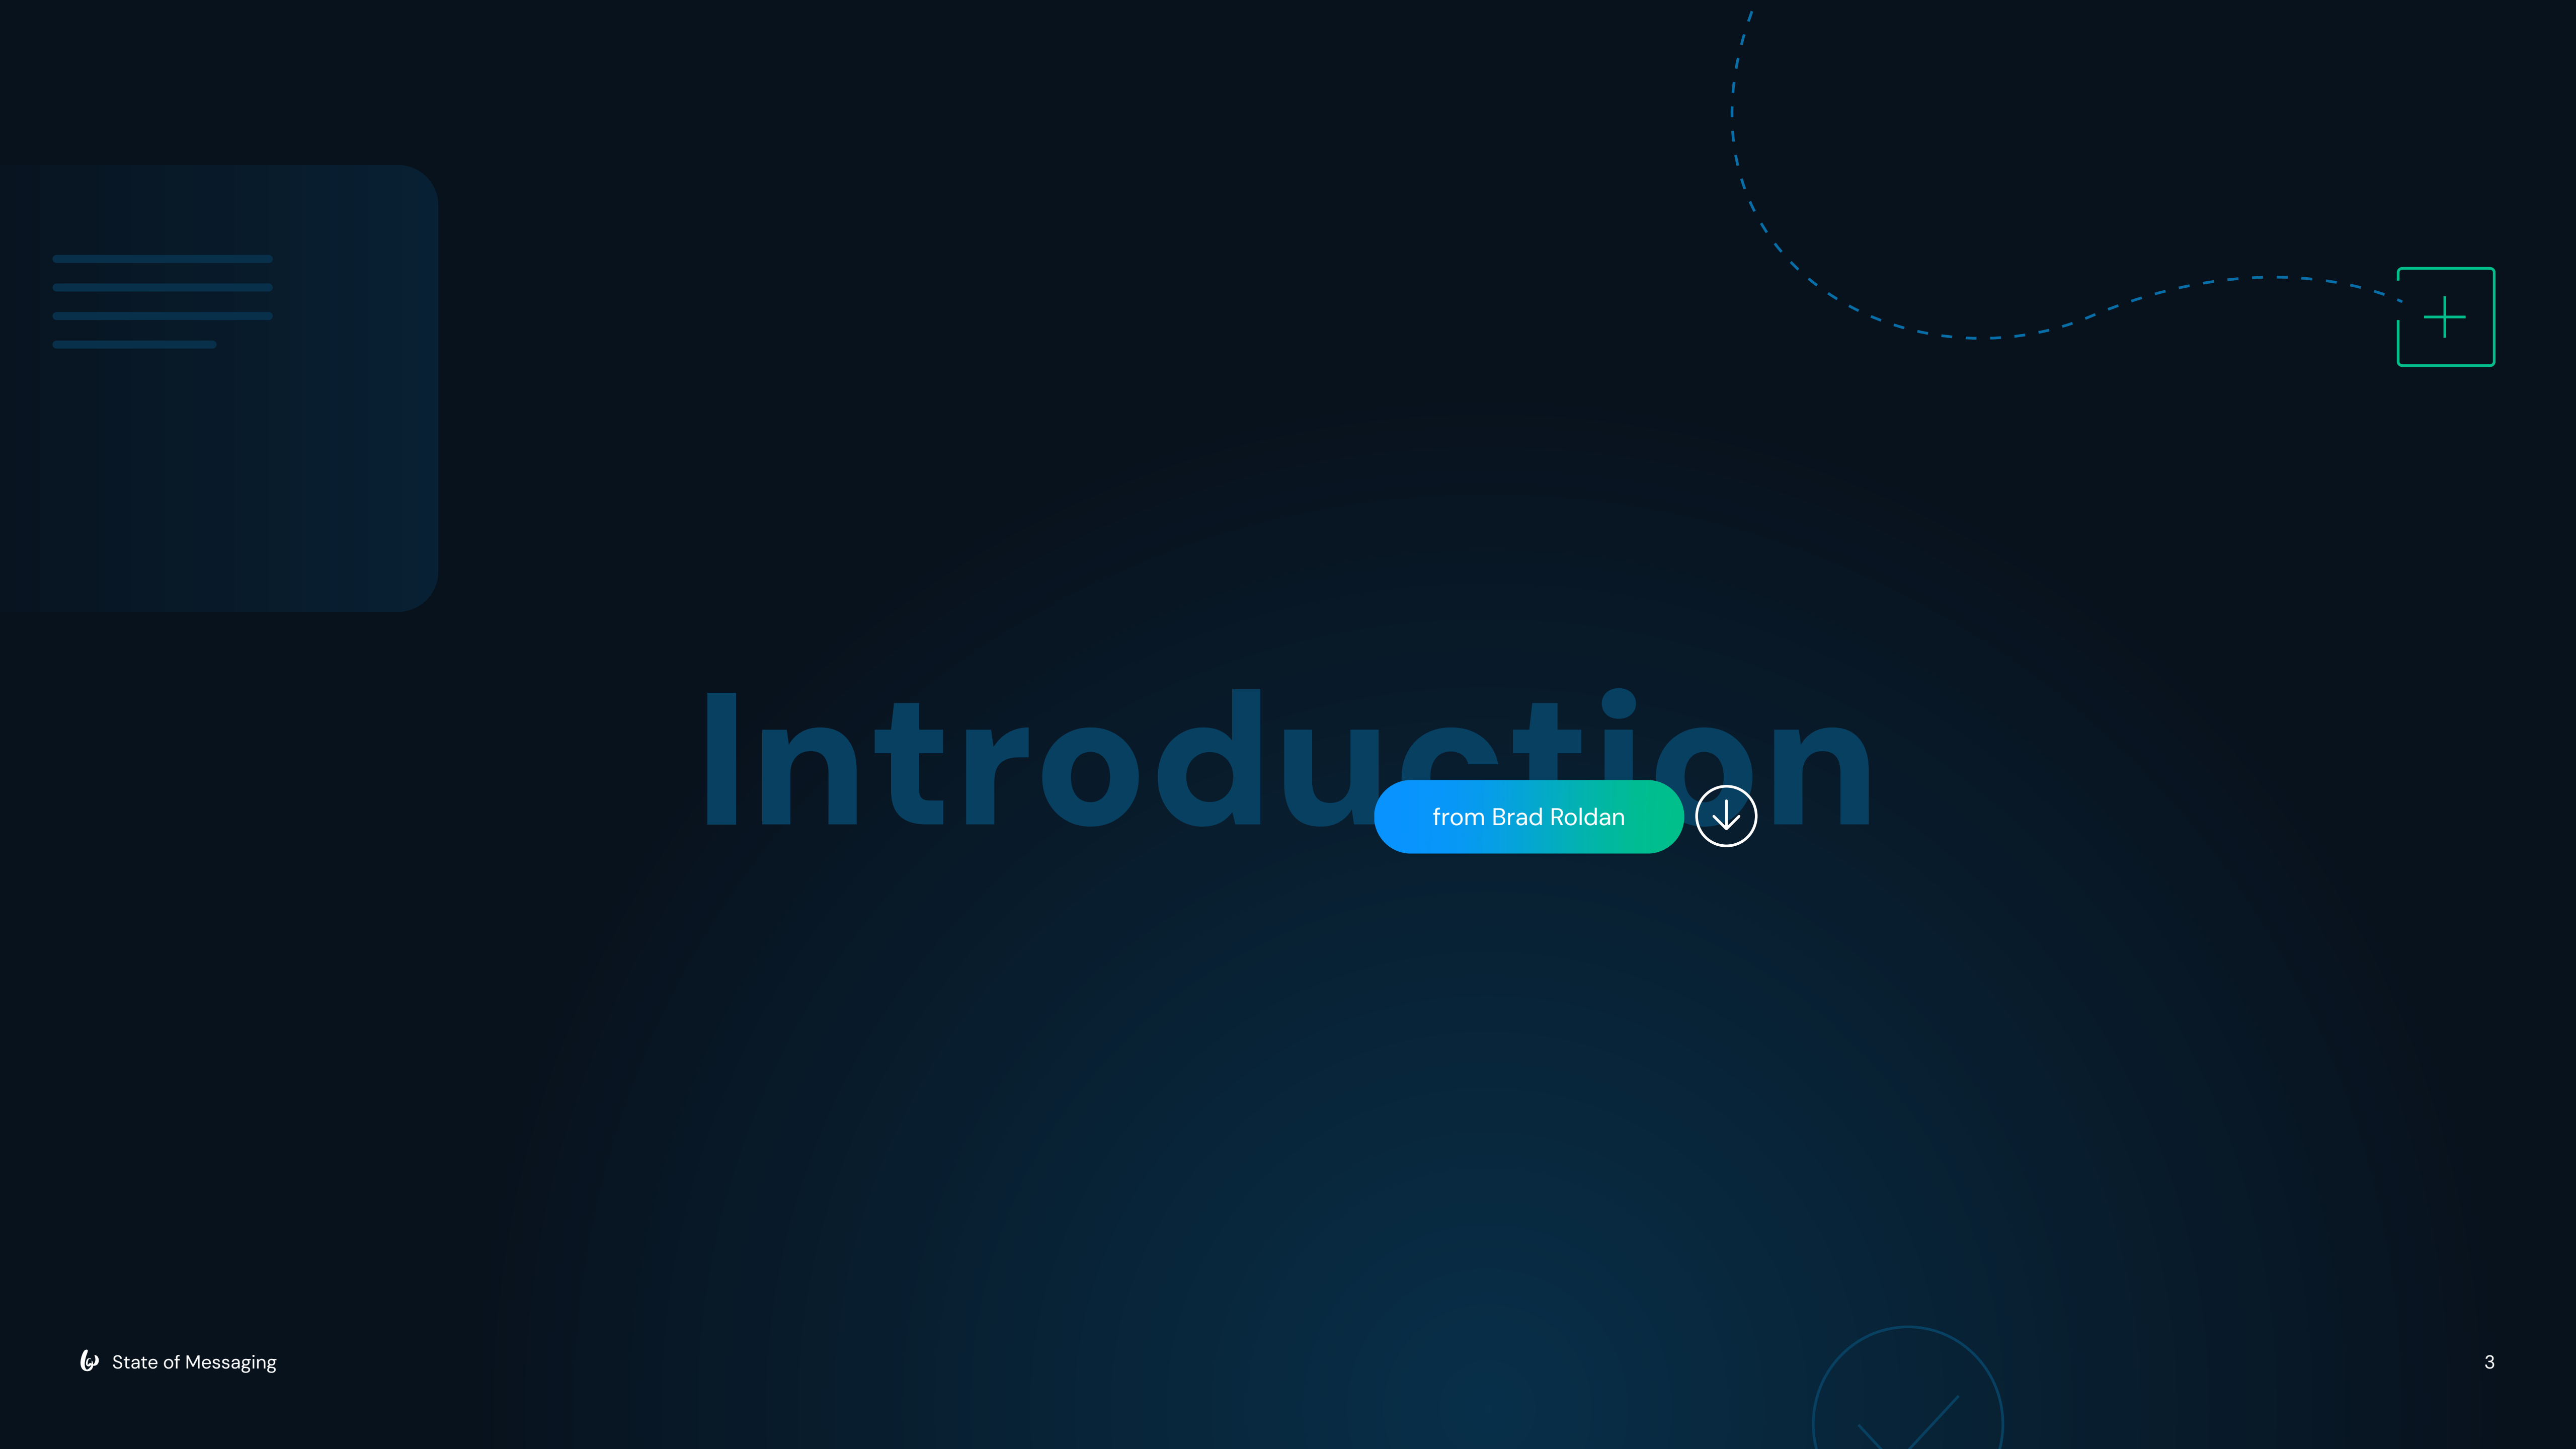 Introduction
from Brad Roldan
State of Messaging
3